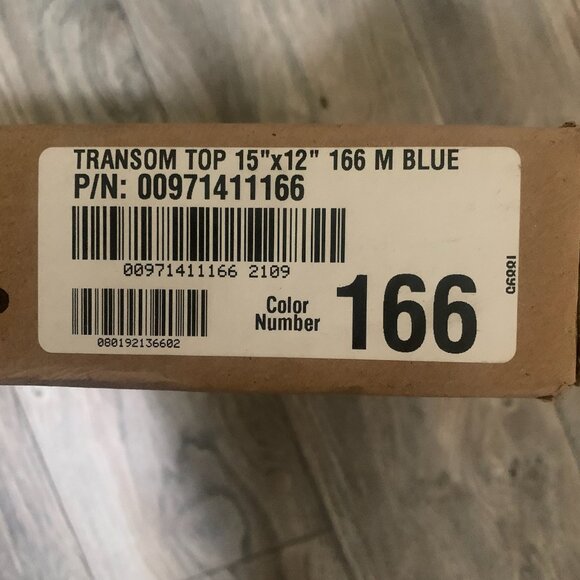 TRANSOM TOP 15"x12" 166 M BLUE
P/N: 00971411166
00971411166 2109
Color
Number
166
080192136602